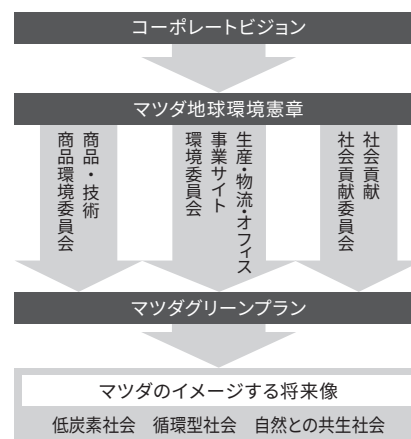 コーポレートビジョン
マツダ地球環境憲章
商品・技術
商品環境委員会
生産・物流・オフィス
事業サイト
環境委員会
社会貢献
社会貢献委員会
マツダグリーンプラン
マツダのイメージする将来像
低炭素社会 循環型社会 自然との共生社会